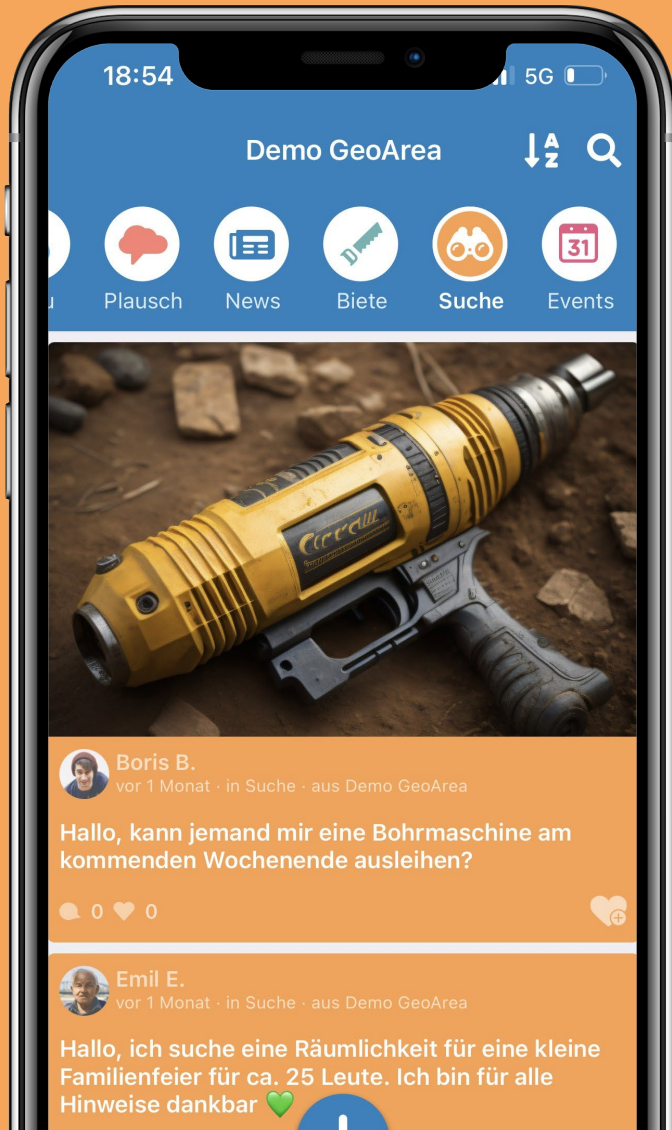 18:54
5G
Demo GeoArea
A
Z
Plausch
News
Biete
31
Suche
Events
Boris B.
vor 1 Monat · in Suche · aus Demo GeoArea
Hallo, kann jemand mir eine Bohrmaschine am
kommenden Wochenende ausleihen?
0
0
Emil E.
vor 1 Monat · in Suche · aus Demo GeoArea
Hallo, ich suche eine Räumlichkeit für eine kleine
Familienfeier für ca. 25 Leute. Ich bin für alle
Hinweise dankbar 💚